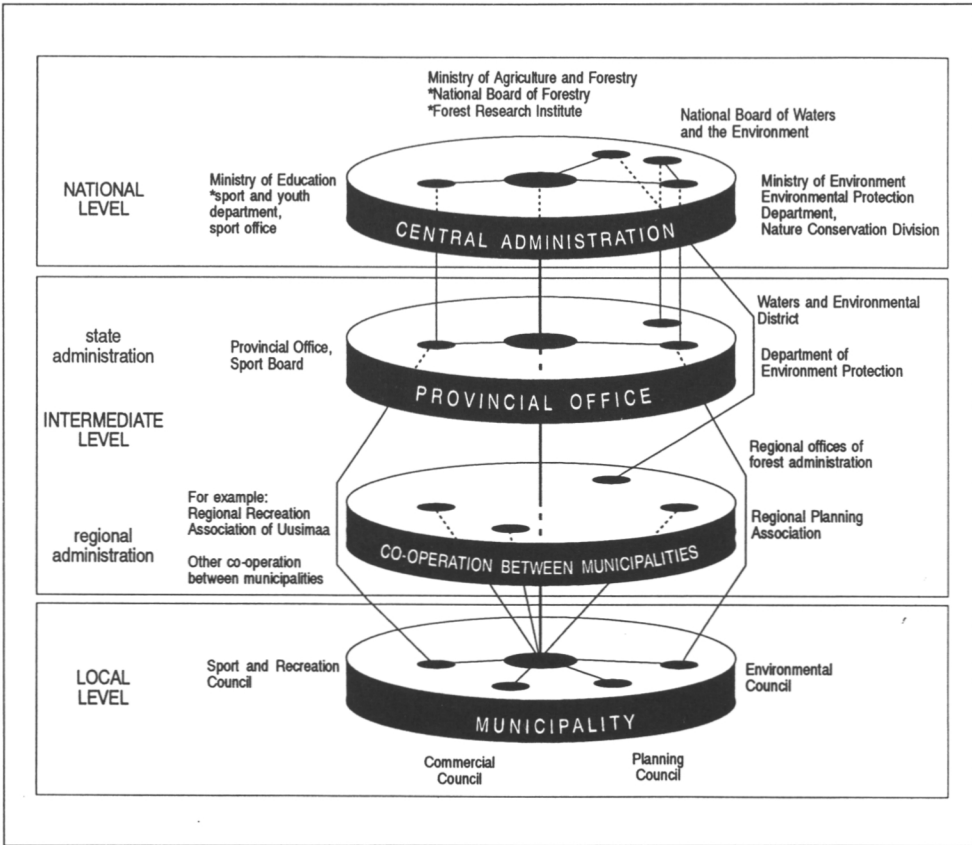 Ministry of Agriculture and Forestry
*National Board of Forestry
*Forest Research Institute
National Board of Waters
and the Environment
NATIONAL
LEVEL
Ministry of Education
*sport and youth
department,
sport office
Ministry of Environment
Environmental Protection
Department,
Nature Conservation Division
CENTRAL ADMINISTRATION
state
administration
Provincial Office,
Sport Board
Waters and Environmental
District
Department of
Environment Protection
PROVINCIAL OFFICE
INTERMEDIATE
LEVEL
Regional offices of
forest administration
regional
administration
For example:
Regional Recreation
Association of Uusimaa
Other co-operation
between municipalities
Regional Planning
Association
CO-OPERATION BETWEEN MUNICIPALITIES
LOCAL
LEVEL
Sport and Recreation
Council
Environmental
Council
MUNICIPALITY
Commercial
Council
Planning
Council